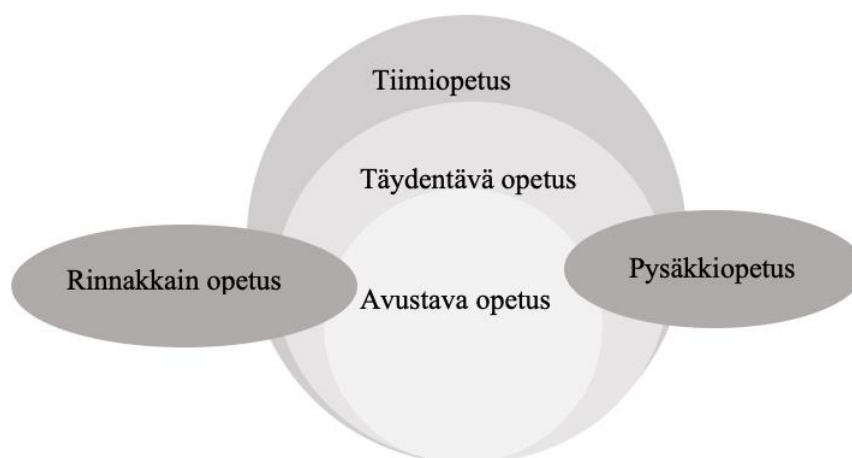 Tiimiopetus
Täydentävä opetus
Rinnakkain opetus
Pysäkkiopetus
Avustava opetus